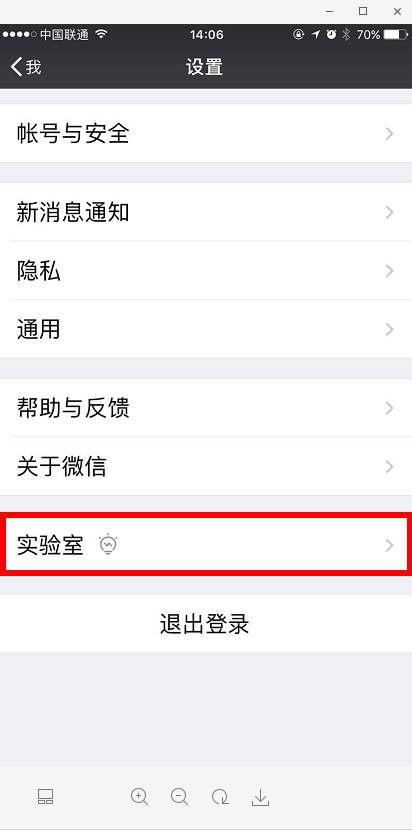 中国联通 14:06 70%
我 设置
帐号与安全
新消息通知
隐私
通用
帮助与反馈
关于微信
实验室
退出登录